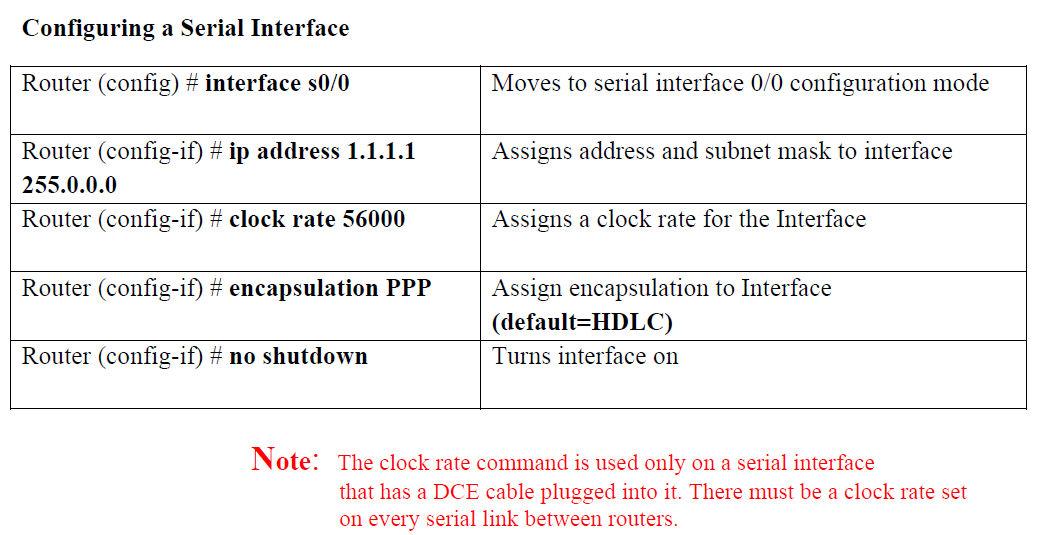 Configuring a Serial Interface
Router (config) # interface s0/0
Moves to serial interface 0/0 configuration mode
Router (config-if) # ip address 1.1.1.1
255.0.0.0
Assigns address and subnet mask to interface
Router (config-if) # clock rate 56000
Assigns a clock rate for the Interface
Router (config-if) # encapsulation PPP
Assign encapsulation to Interface
(default=HDLC)
Router (config-if) # no shutdown
Turns interface on
Note: The clock rate command is used only on a serial interface
that has a DCE cable plugged into it. There must be a clock rate set
on every serial link between routers.